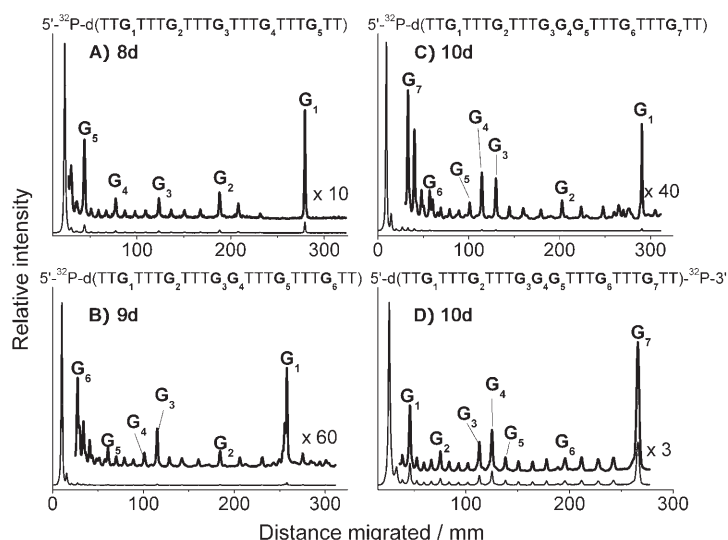 5'-³²P-d(TTG₁TTTG₂TTTG₃TTTG₄TTTG₅TT)
A) 8d
G₅
G₄
G₃
G₂
G₁
x 10
0 100 200 300
5'-³²P-d(TTG₁TTTG₂TTTG₃G₄G₅TTTG₆TTTG₇TT)
C) 10d
G₇
G₆
G₅
G₄
G₃
G₂
G₁
x 40
0 100 200 300
5'-³²P-d(TTG₁TTTG₂TTTG₃G₄TTTG₅TTTG₆TT)
B) 9d
G₆
G₅
G₄
G₃
G₂
G₁
x 60
0 100 200 300
5'-d(TTG₁TTTG₂TTTG₃G₄G₅TTTG₆TTTG₇TT)-³²P-3'
D) 10d
G₁
G₂
G₃
G₄
G₅
G₆
G₇
x 3
0 100 200 300
Relative intensity
Distance migrated / mm